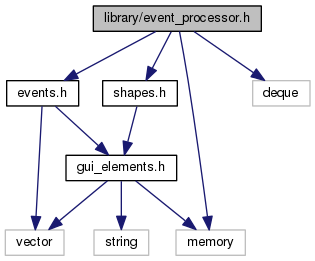 library/event_processor.h
events.h
shapes.h
deque
gui_elements.h
vector
string
memory